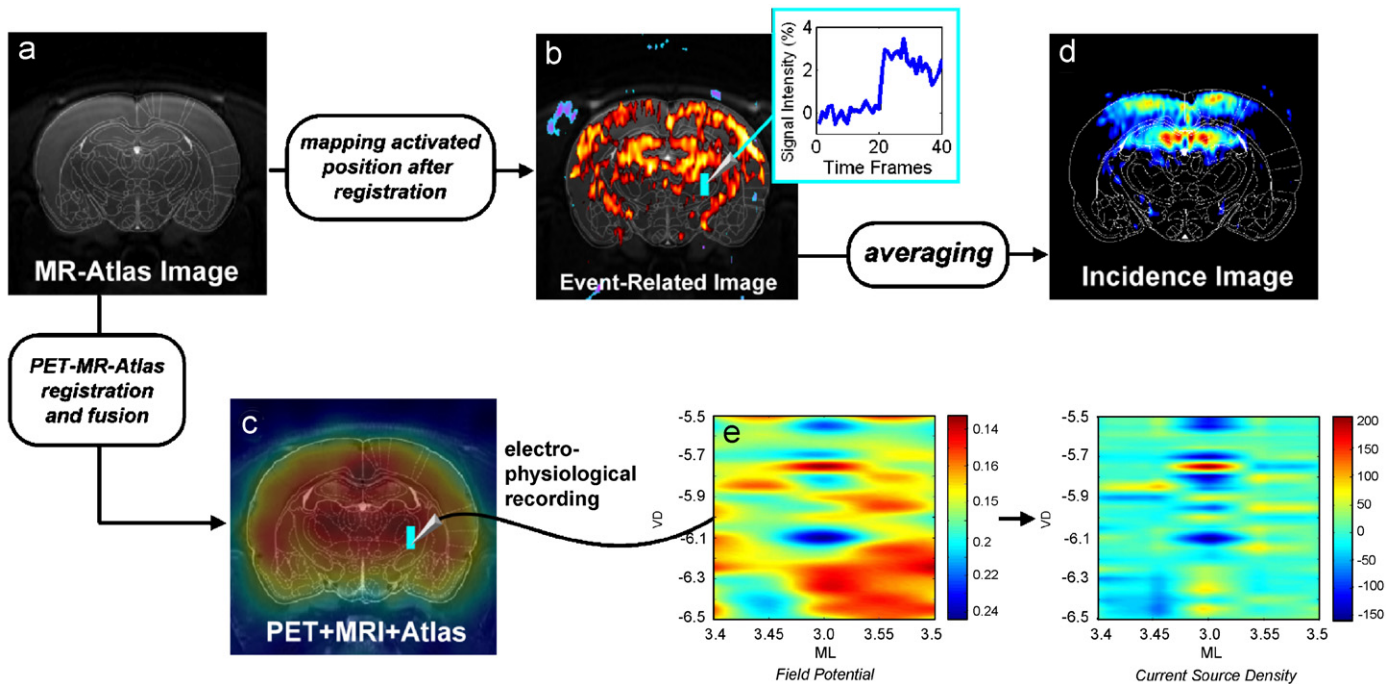 a
MR-Atlas Image
mapping activated
position after
registration
b
Event-Related Image
Signal Intensity (%)
4
2
0
0
20
40
Time Frames
averaging
d
Incidence Image
PET-MR-Atlas
registration
and fusion
c
PET+MRI+Atlas
electro-
physiological
recording
e
-5.5
-5.7
-5.9
-6.1
-6.3
-6.5
VD
3.4
3.45
3.0
3.55
3.5
ML
Field Potential
0.14
0.16
0.15
0.2
0.22
0.24
-5.5
-5.7
-5.9
-6.1
-6.3
-6.5
VD
3.4
3.45
3.0
3.55
3.5
ML
Current Source Density
200
150
100
50
0
-50
-100
-150